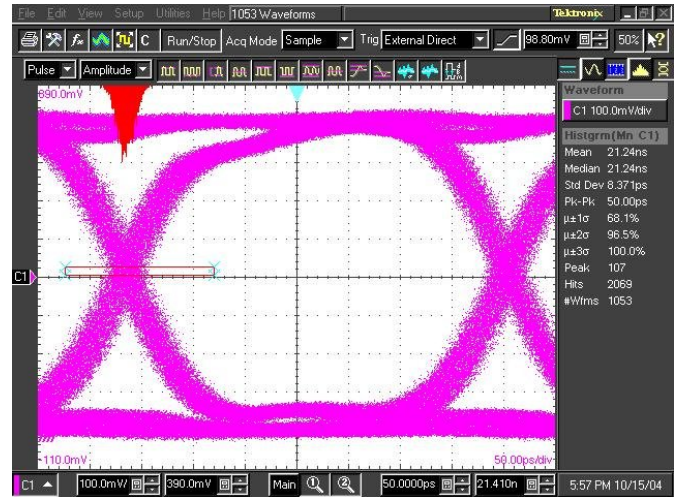 File Edit View Setup Utilities Help 1053 Waveforms Tektronix
C Run/Stop Acq Mode Sample Trig External Direct 98.80mV 50%
Pulse Amplitude
690.0mV
Waveform
C1 100.0mV/div
Histgrm(Mn C1)
Mean 21.24ns
Median 21.24ns
Std Dev 8.371ps
Pk-Pk 50.00ps
µ±1σ 68.1%
µ±2σ 96.5%
µ±3σ 100.0%
Peak 107
Hits 2069
#Wfms 1053
C1
-110.0mV 50.00ps/div
C1 100.0mV/ 390.0mV Main 50.0000ps 21.410n 5:57 PM 10/15/04